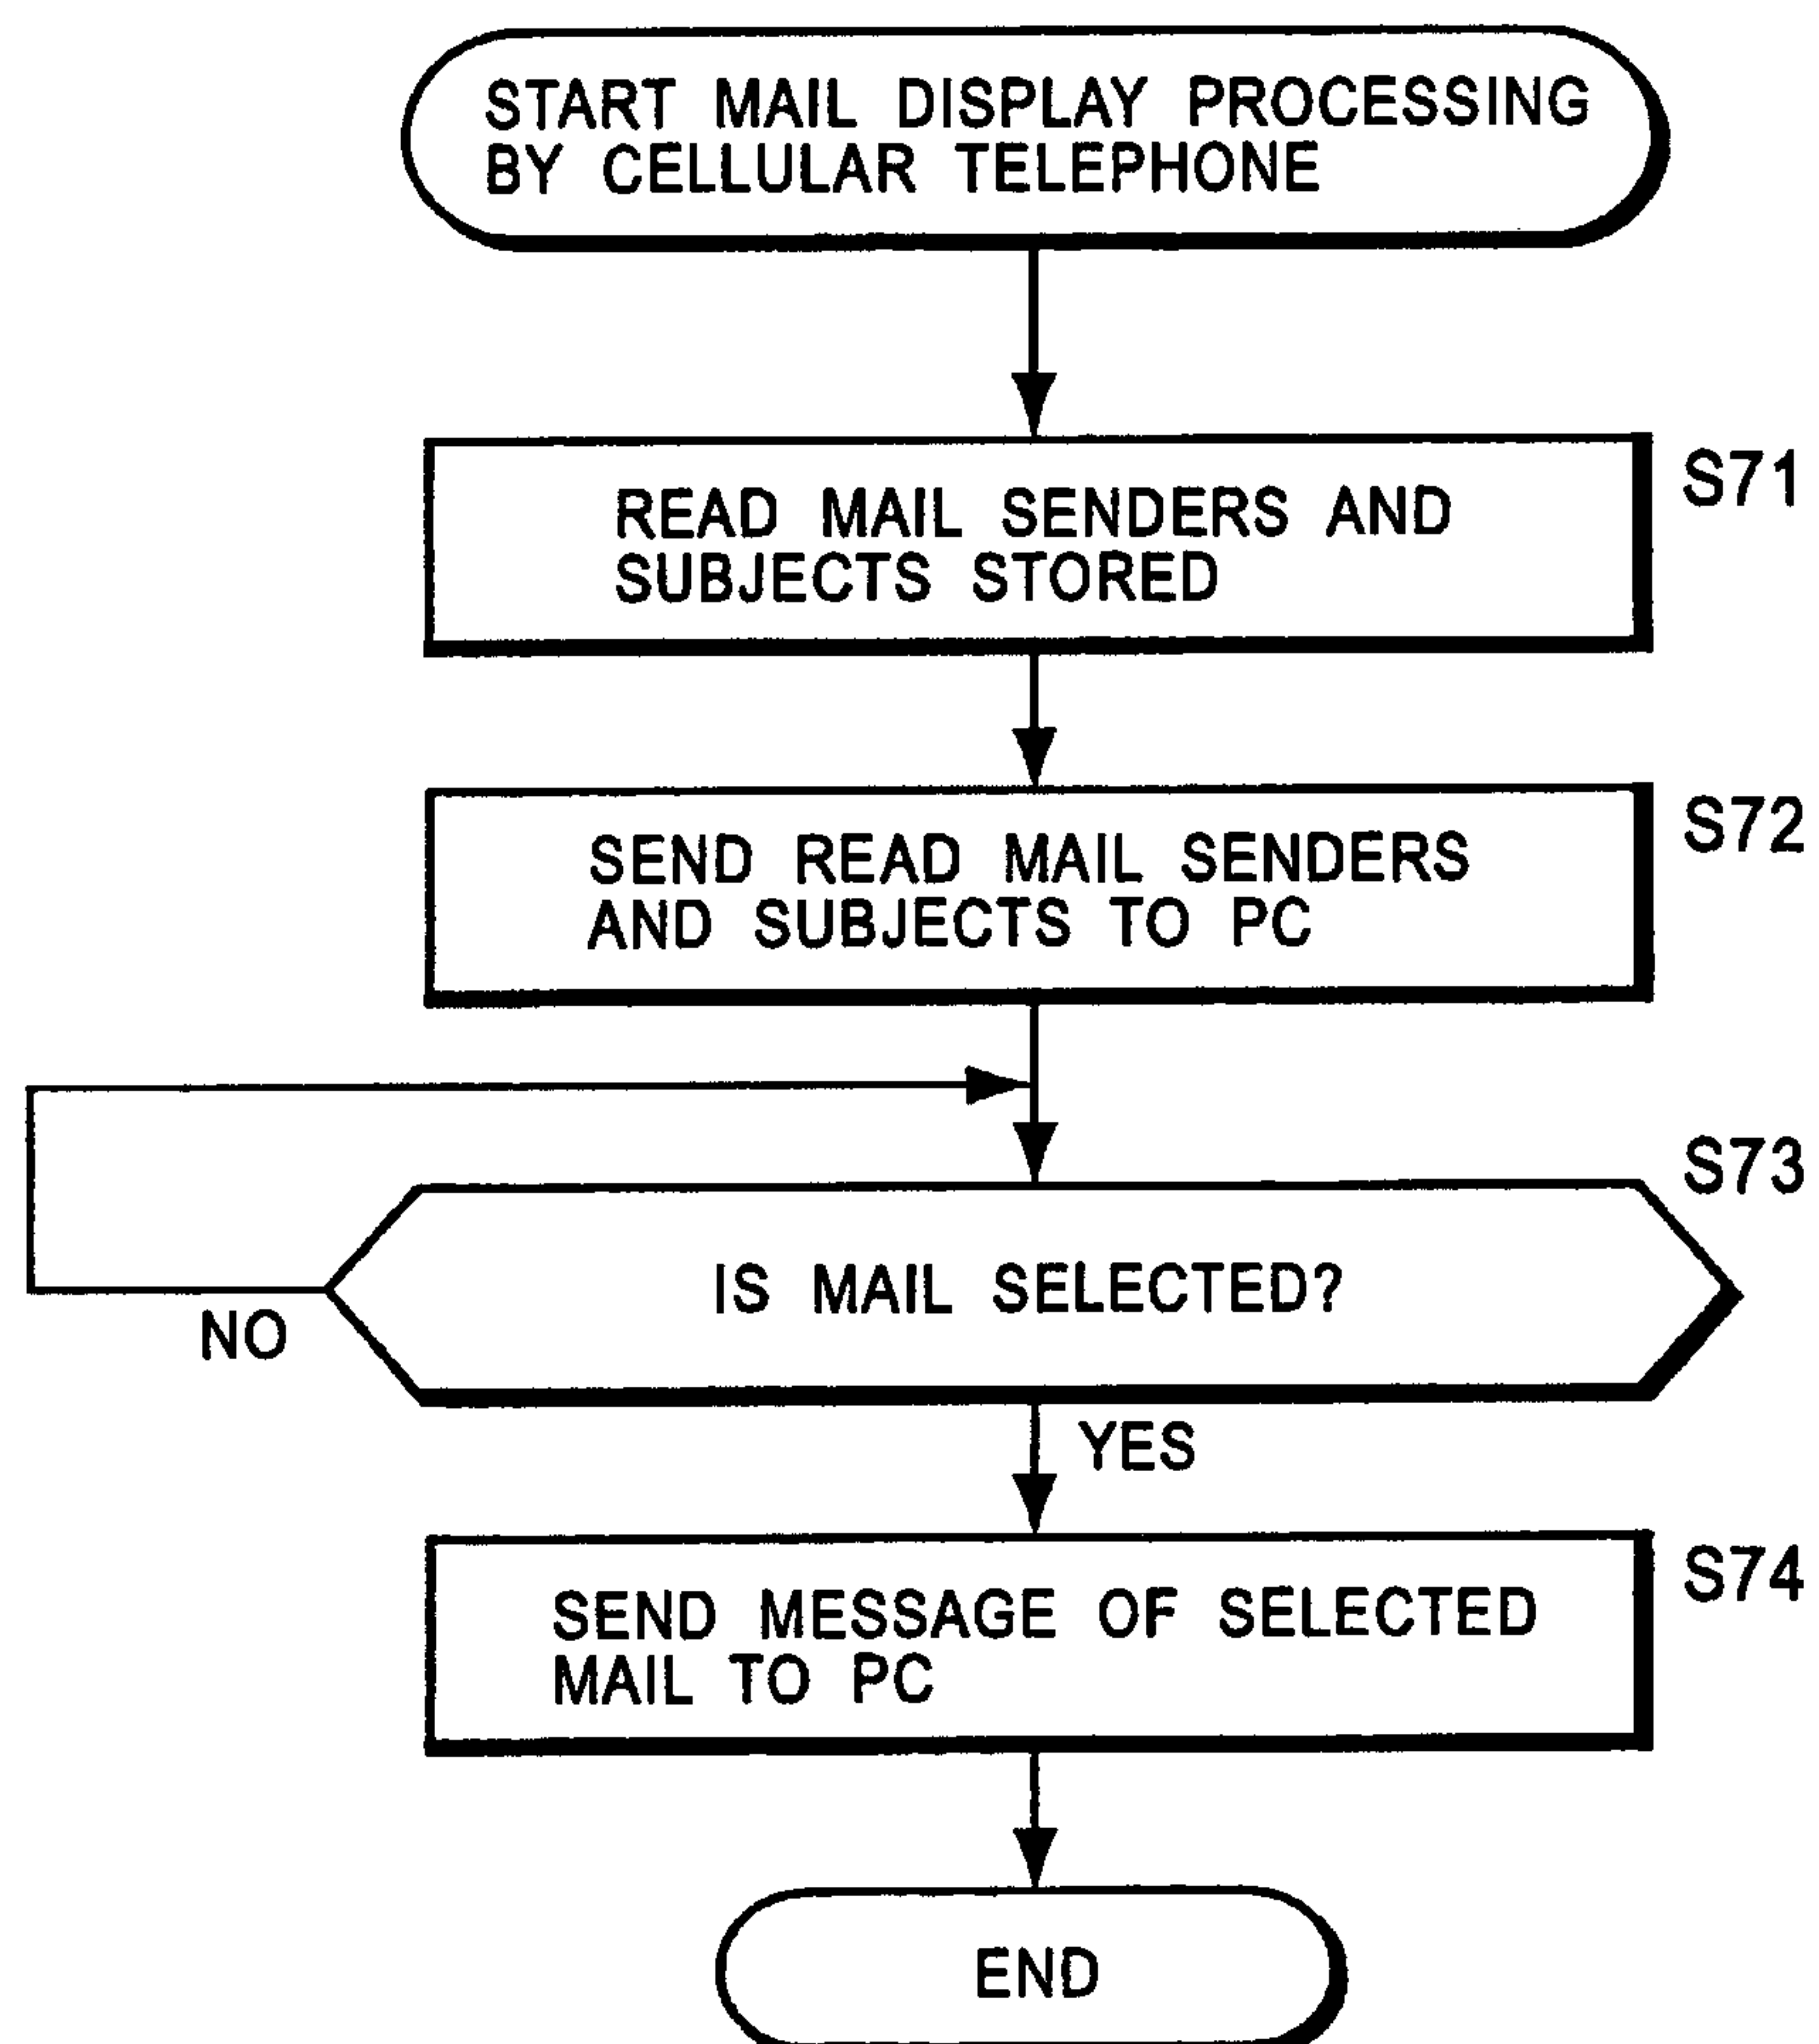 START MAIL DISPLAY PROCESSING
BY CELLULAR TELEPHONE
READ MAIL SENDERS AND
SUBJECTS STORED
S71
SEND READ MAIL SENDERS
AND SUBJECTS TO PC
S72
S73
IS MAIL SELECTED?
NO
YES
SEND MESSAGE OF SELECTED
MAIL TO PC
S74
END